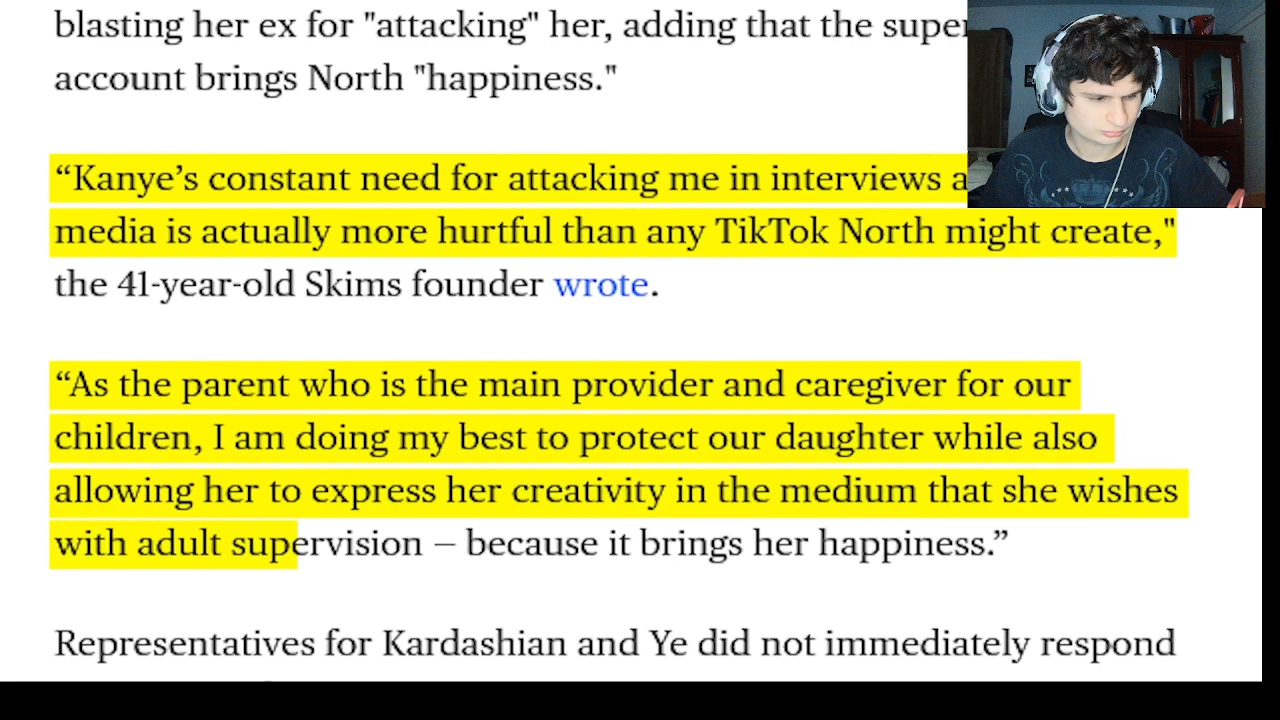 blasting her ex for "attacking" her, adding that the super
account brings North "happiness."
“Kanye’s constant need for attacking me in interviews a
media is actually more hurtful than any TikTok North might create,"
the 41-year-old Skims founder wrote.
“As the parent who is the main provider and caregiver for our
children, I am doing my best to protect our daughter while also
allowing her to express her creativity in the medium that she wishes
with adult supervision – because it brings her happiness.”
Representatives for Kardashian and Ye did not immediately respond